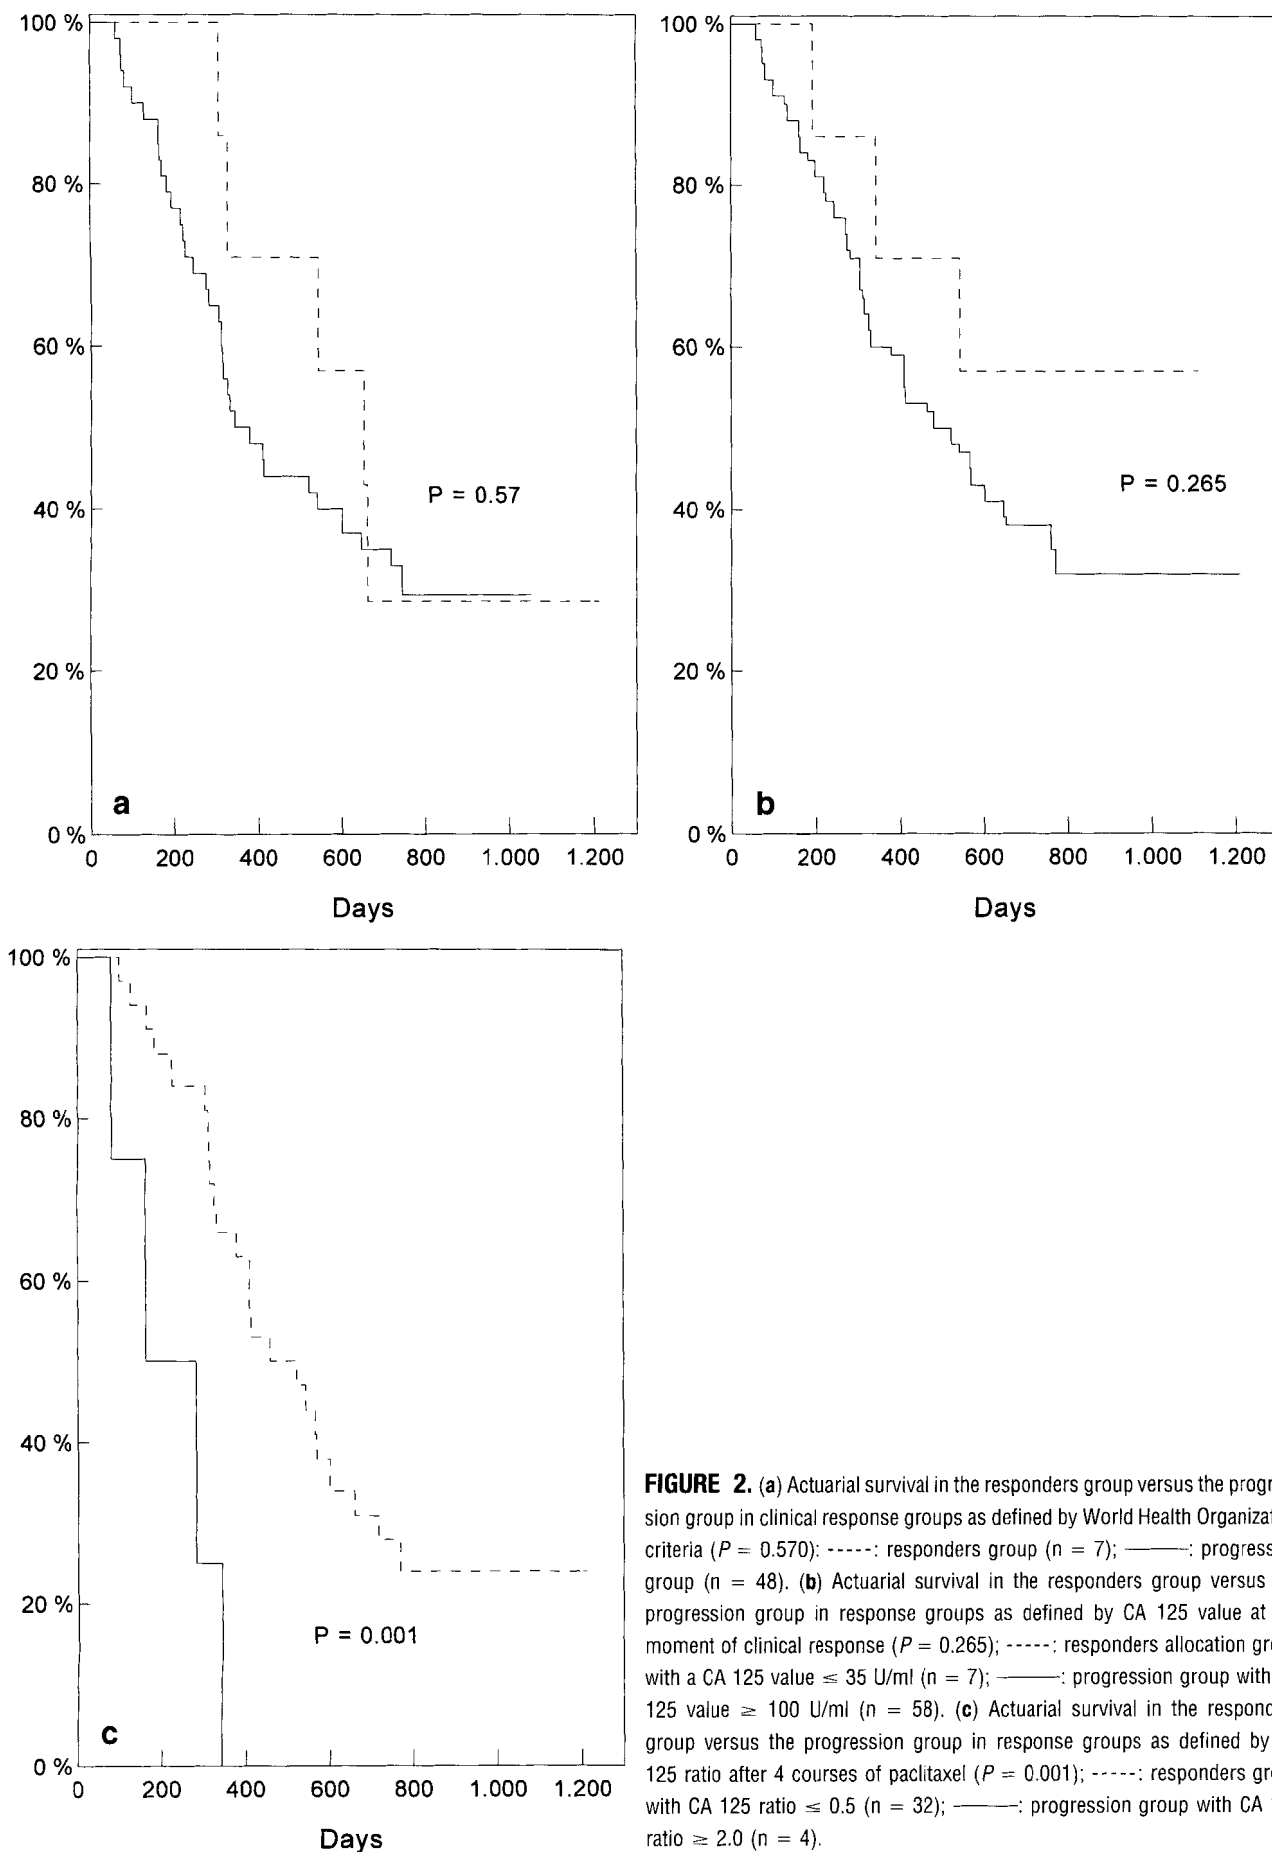 100 %
80 %
60 %
40 %
20 %
0 %
P = 0.57
a
0 200 400 600 800 1.000 1.200
Days
100 %
80 %
60 %
40 %
20 %
0 %
P = 0.265
b
0 200 400 600 800 1.000 1.200
Days
100 %
80 %
60 %
40 %
20 %
0 %
P = 0.001
c
0 100 200 300 400 500 600 700 800 900 1.000 1.200
Days
FIGURE 2. (a) Actuarial survival in the responders group versus the progr
sion group in clinical response groups as defined by World Health Organizat
criteria (P = 0.570): -----: responders group (n = 7); ———: progress
group (n = 48). (b) Actuarial survival in the responders group versus
progression group in response groups as defined by CA 125 value at
moment of clinical response (P = 0.265); -----: responders allocation gr
with a CA 125 value ≤ 35 U/ml (n = 7); ———: progression group with
125 value ≥ 100 U/ml (n = 58). (c) Actuarial survival in the respond
group versus the progression group in response groups as defined by
125 ratio after 4 courses of paclitaxel (P = 0.001); -----: responders gr
with CA 125 ratio ≤ 0.5 (n = 32); ———: progression group with CA
ratio ≥ 2.0 (n = 4).